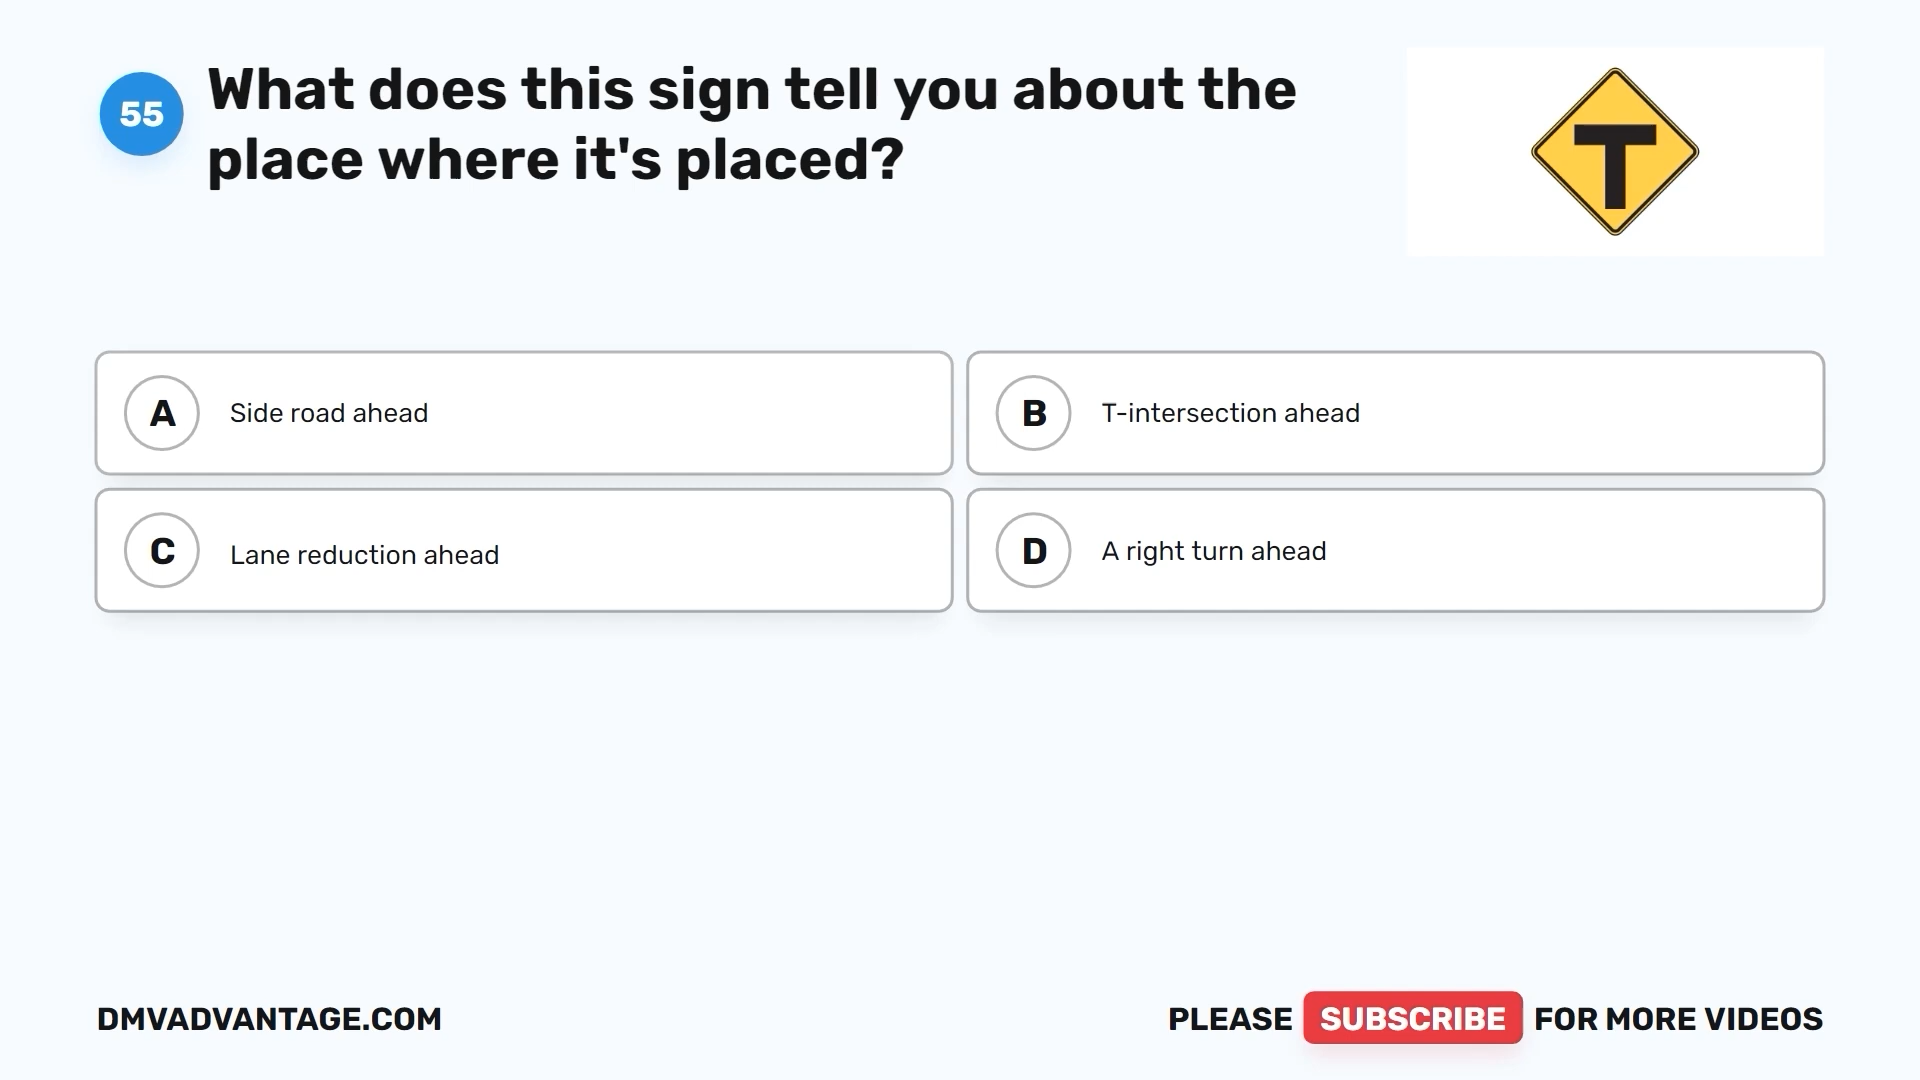 55
What does this sign tell you about the
place where it's placed?
T
A
Side road ahead
B
T-intersection ahead
C
Lane reduction ahead
D
A right turn ahead
DMVADVANTAGE.COM
PLEASE SUBSCRIBE FOR MORE VIDEOS